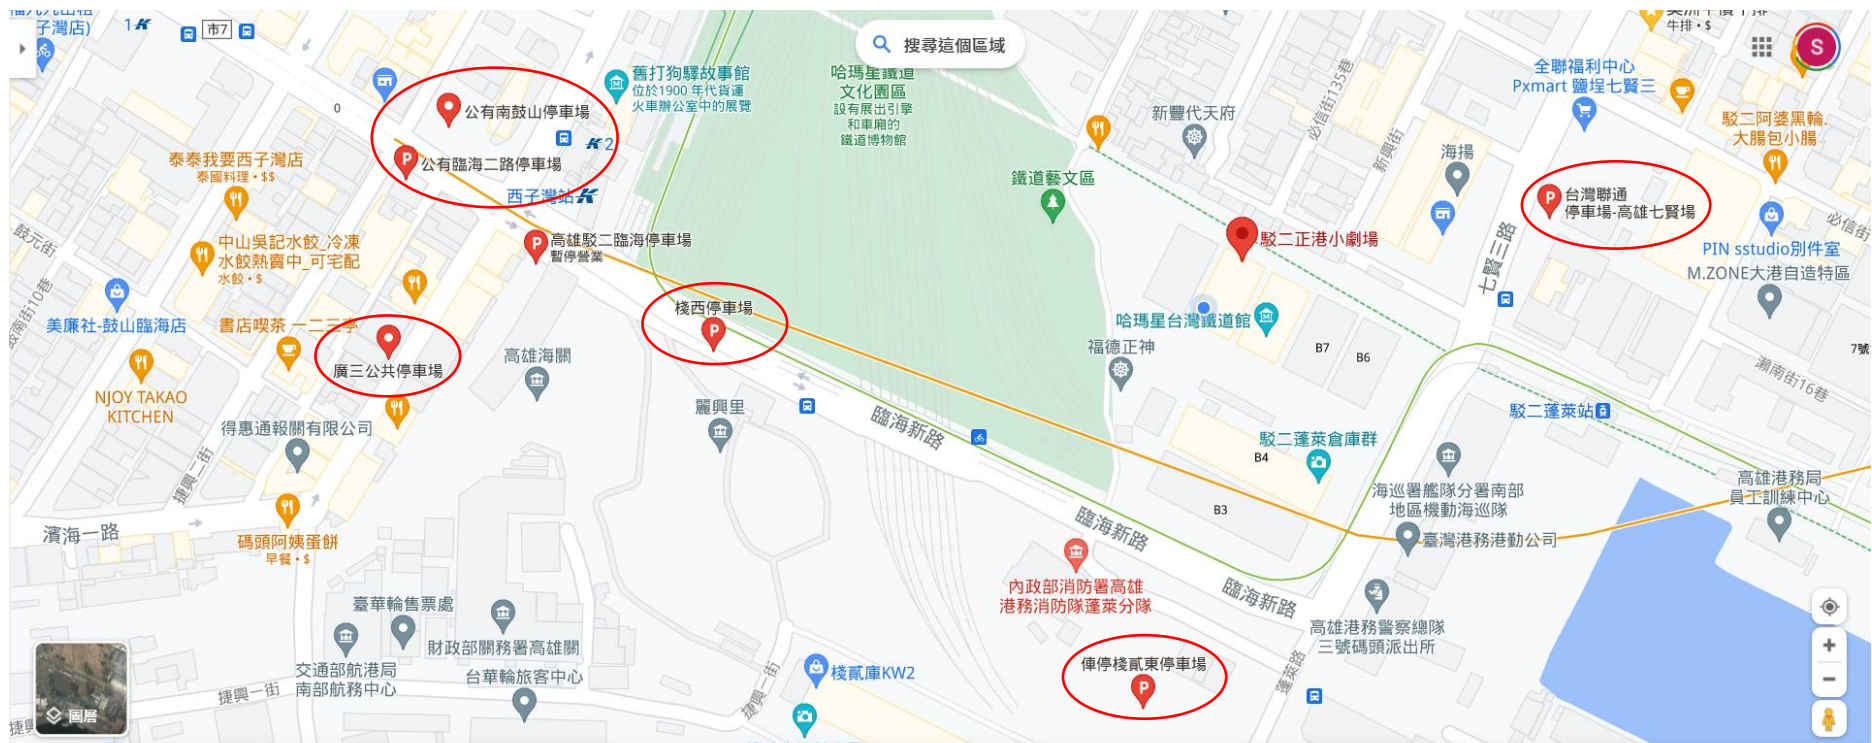 子灣店)
1
市7
搜尋這個區域
S
牛排・$
舊打狗驛故事館
位於1900 年代貨運
火車辦公室中的展覽
哈瑪星鐵道
文化園區
設有展出引擎
和車廂的
鐵道博物館
全聯福利中心
Pxmart 鹽埕七賢三
0
公有南鼓山停車場
K 2
公有臨海二路停車場
新豐代天府
必信街135巷
新興街
海揚
駁二阿婆黑輪.
大腸包小腸
泰泰我要西子灣店
泰國料理・$$
西子灣站
鐵道藝文區
台灣聯通
停車場-高雄七賢場
必信街
鼓元街
中山吳記水餃_冷凍
水餃熱賣中_可宅配
水餃・$
高雄駁二臨海停車場
暫停營業
駁二正港小劇場
七賢三路
PIN sstudio別件室
M.ZONE大港自造特區
鼓南街10巷
美廉社-鼓山臨海店
書店喫茶 一二三亭
棧西停車場
哈瑪星台灣鐵道館
廣三公共停車場
高雄海關
福德正神
B7
B6
瀨南街16巷
NJOY TAKAO
KITCHEN
得惠通報關有限公司
麗興里
臨海新路
駁二蓬萊站
駁二蓬萊倉庫群
B4
捷興二街
高雄港務局
員工訓練中心
海巡署艦隊分署南部
地區機動海巡隊
B3
濱海一路
碼頭阿姨蛋餅
早餐・$
臨海新路
臺灣港務港勤公司
內政部消防署高雄
港務消防隊蓬萊分隊
臨海新路
臺華輪售票處
財政部關務署高雄關
高雄港務警察總隊
三號碼頭派出所
交通部航港局
南部航務中心
台華輪旅客中心
棧貳庫KW2
俥停棧貳東停車場
蓬萊路
捷興一街
捷興一街
圖層